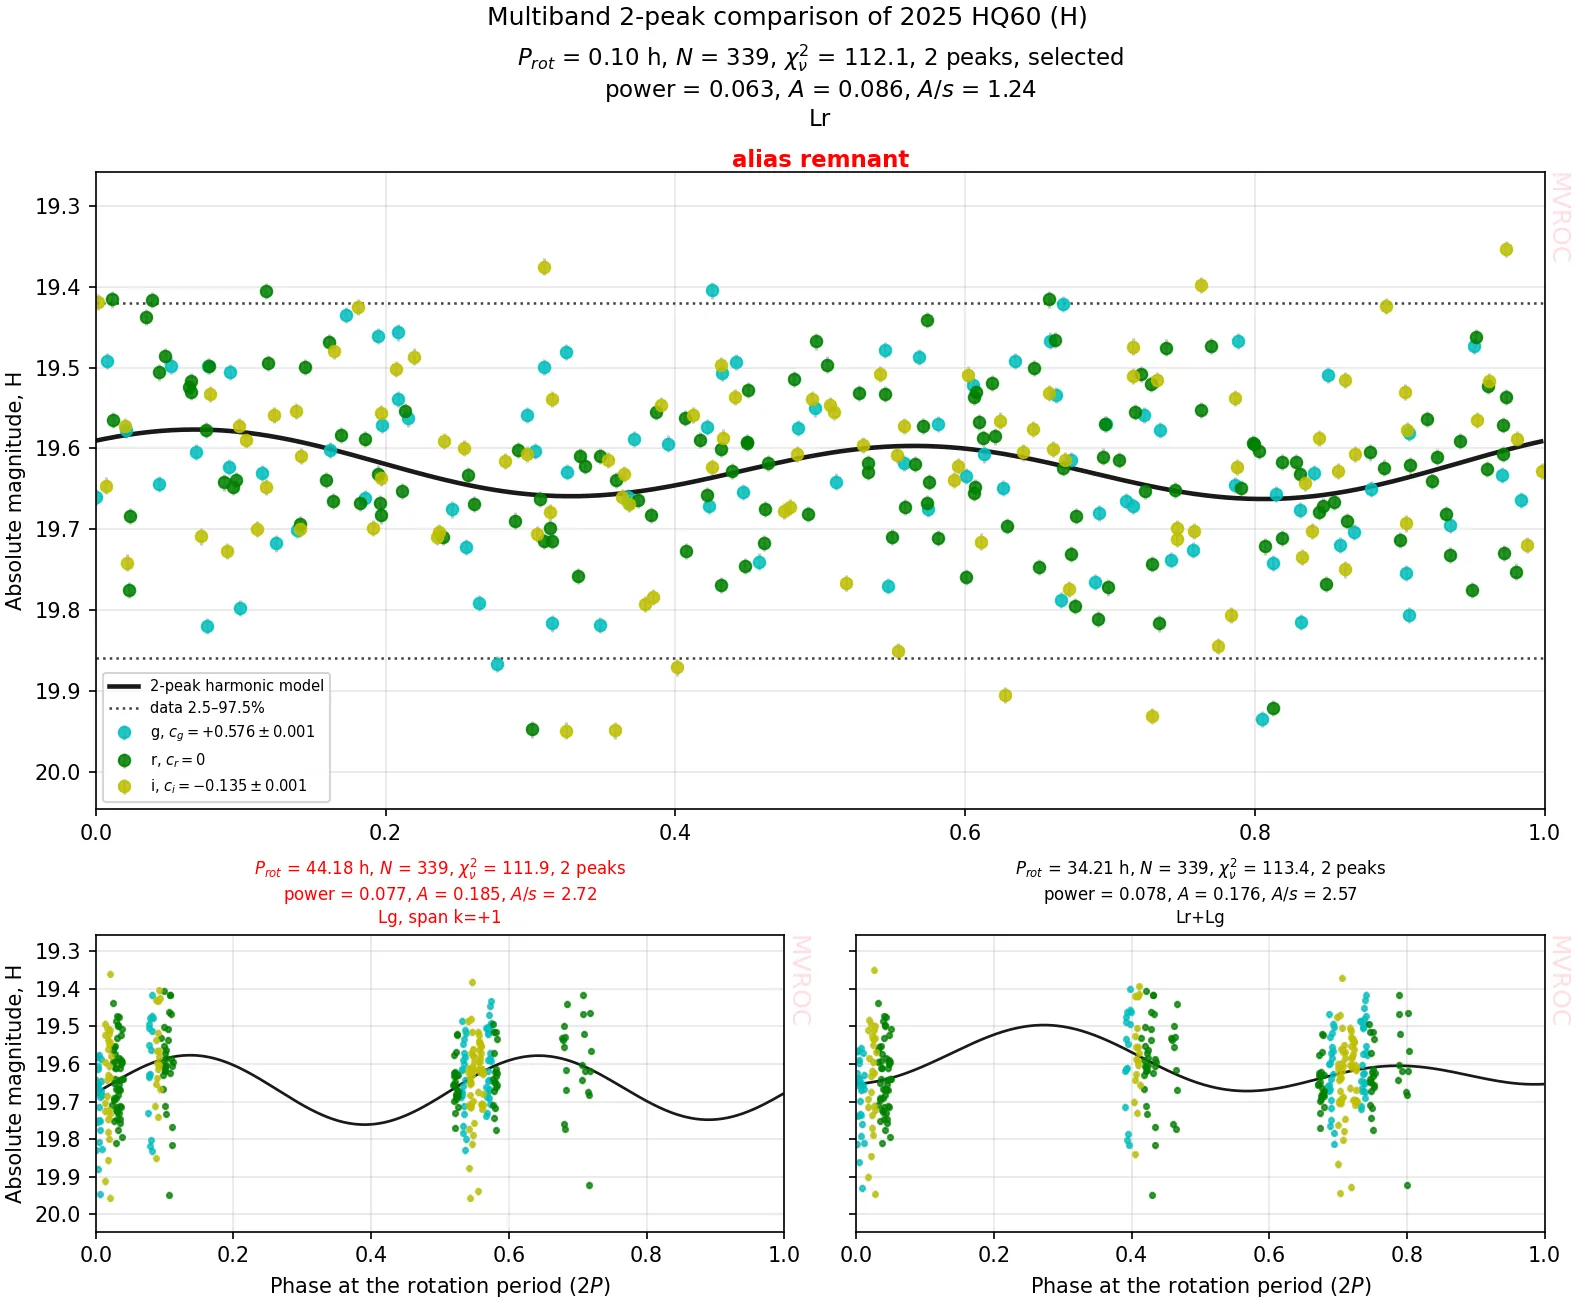 Multiband 2-peak comparison of 2025 HQ60 (H)
P_rot = 0.10 h, N = 339, χ²_ν = 112.1, 2 peaks, selected
power = 0.063, A = 0.086, A/s = 1.24
Lr
alias remnant
MVROC
Absolute magnitude, H
19.3
19.4
19.5
19.6
19.7
19.8
19.9
20.0
2-peak harmonic model
data 2.5–97.5%
g, c_g = +0.576 ± 0.001
r, c_r = 0
i, c_i = −0.135 ± 0.001
0.0 0.2 0.4 0.6 0.8 1.0
P_rot = 44.18 h, N = 339, χ²_ν = 111.9, 2 peaks
power = 0.077, A = 0.185, A/s = 2.72
Lg, span k=+1
MVROC
Absolute magnitude, H
19.3
19.4
19.5
19.6
19.7
19.8
19.9
20.0
0.0 0.2 0.4 0.6 0.8 1.0
Phase at the rotation period (2P)
P_rot = 34.21 h, N = 339, χ²_ν = 113.4, 2 peaks
power = 0.078, A = 0.176, A/s = 2.57
Lr+Lg
MVROC
0.0 0.2 0.4 0.6 0.8 1.0
Phase at the rotation period (2P)